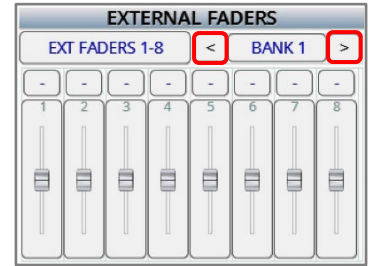 EXTERNAL FADERS
EXT FADERS 1-8 < BANK 1 >
- - - - - - - -
1 2 3 4 5 6 7 8